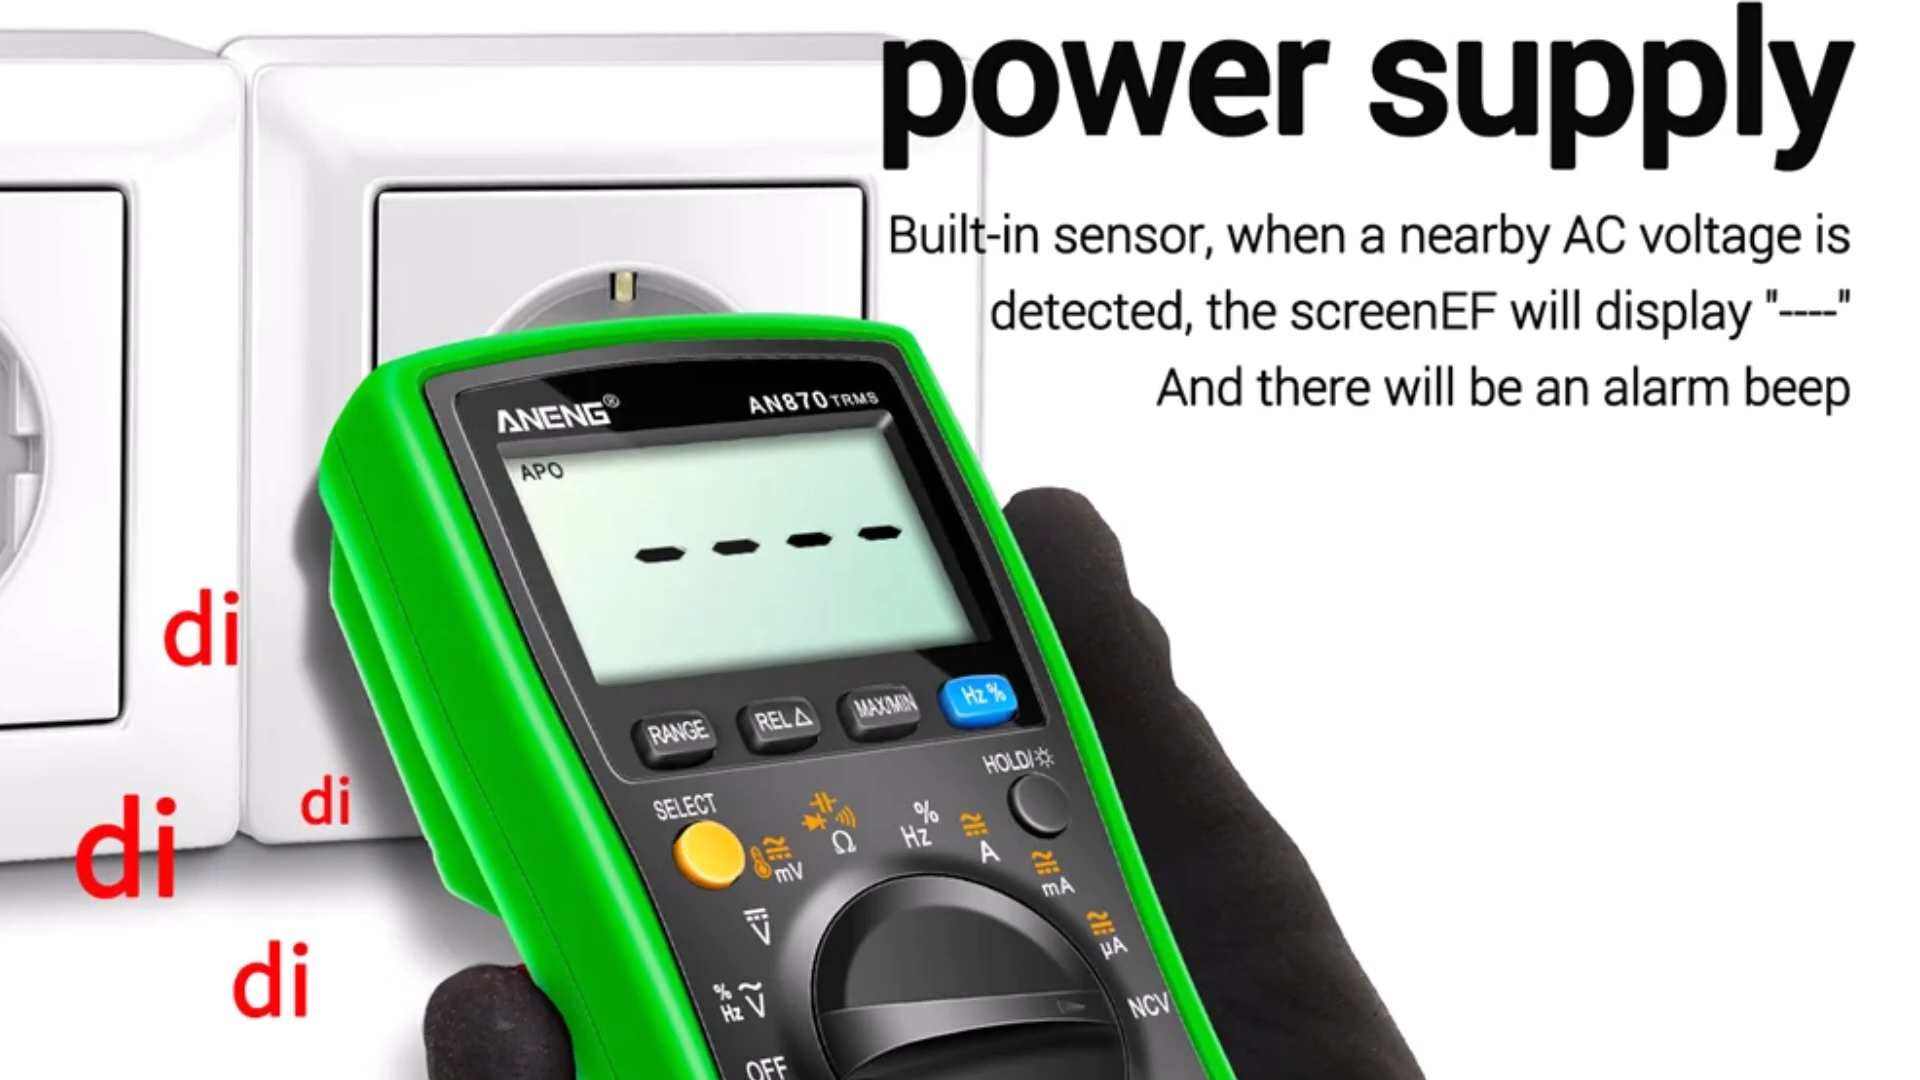 power supply
Built-in sensor, when a nearby AC voltage is
detected, the screenEF will display "----"
And there will be an alarm beep
ANENG®
AN870 TRMS
APO
----
RANGE
REL△
MAX/MIN
Hz %
HOLD/
SELECT
mV
Ω
%
Hz
A
mA
µA
NCV
V
%
Hz V
OFF
di
di
di
di